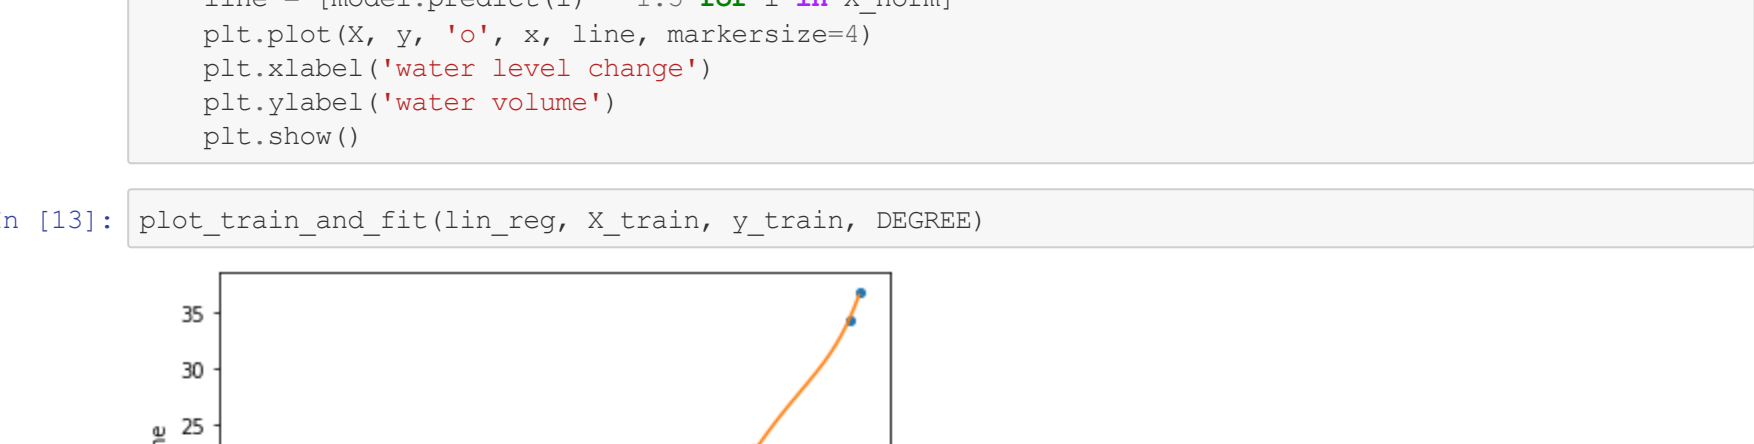 plt.plot(X, y, 'o', x, line, markersize=4)
plt.xlabel('water level change')
plt.ylabel('water volume')
plt.show()
n [13]: plot_train_and_fit(lin_reg, X_train, y_train, DEGREE)
35
30
25